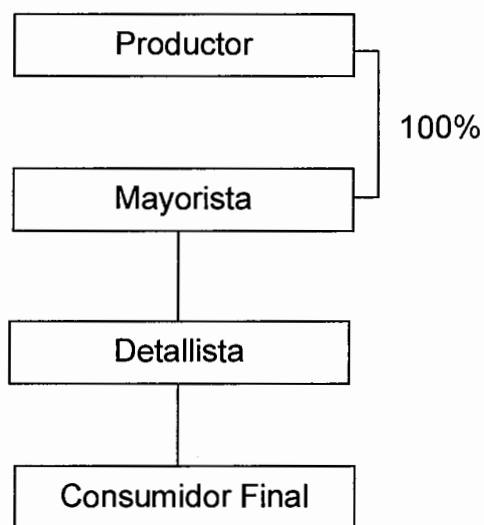 Productor
100%
Mayorista
Detallista
Consumidor Final